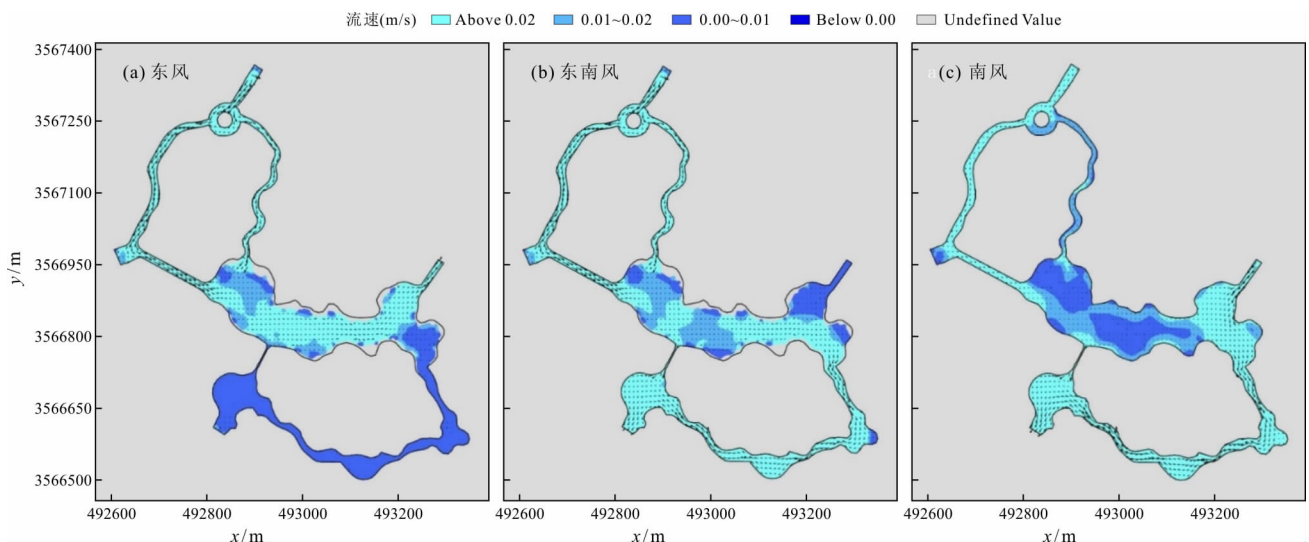 流速(m/s) Above 0.02 0.01~0.02 0.00~0.01 Below 0.00 Undefined Value
(a) 东风
(b) 东南风
a (c) 南风
y/m
3567400
3567250
3567100
3566950
3566800
3566650
3566500
492600 492800 493000 493200
492600 492800 493000 493200
492600 492800 493000 493200
x/m
x/m
x/m